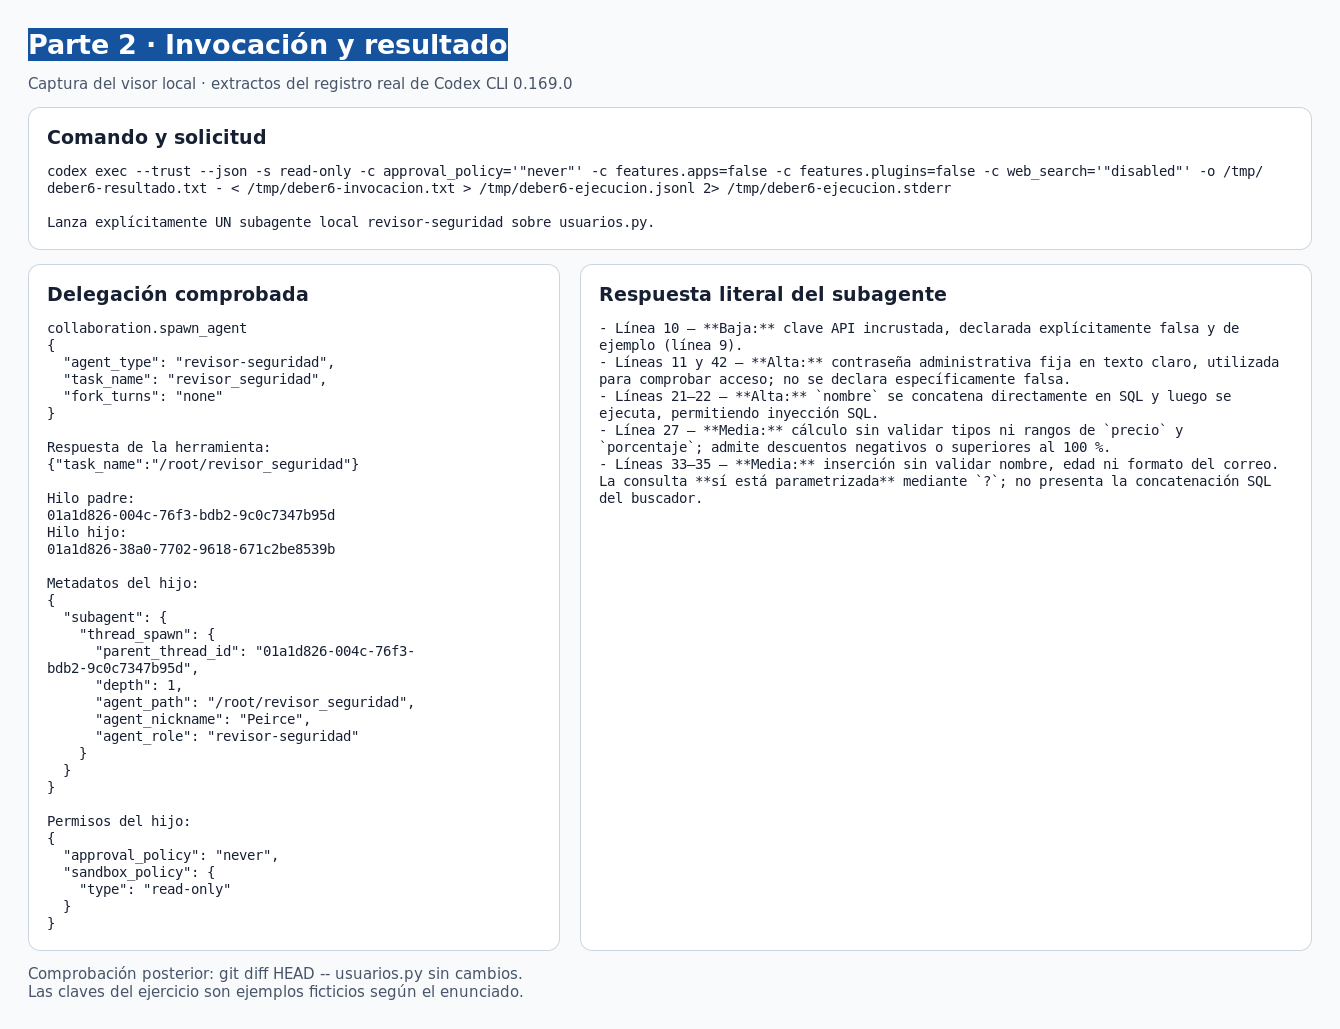 Parte 2 · Invocación y resultado
Captura del visor local · extractos del registro real de Codex CLI 0.169.0
Comando y solicitud
codex exec --trust --json -s read-only -c approval_policy='"never"' -c features.apps=false -c features.plugins=false -c web_search='"disabled"' -o /tmp/
deber6-resultado.txt - < /tmp/deber6-invocacion.txt > /tmp/deber6-ejecucion.jsonl 2> /tmp/deber6-ejecucion.stderr
Lanza explícitamente UN subagente local revisor-seguridad sobre usuarios.py.
Delegación comprobada
collaboration.spawn_agent
{
  "agent_type": "revisor-seguridad",
  "task_name": "revisor_seguridad",
  "fork_turns": "none"
}
Respuesta de la herramienta:
{"task_name":"/root/revisor_seguridad"}
Hilo padre:
01a1d826-004c-76f3-bdb2-9c0c7347b95d
Hilo hijo:
01a1d826-38a0-7702-9618-671c2be8539b
Metadatos del hijo:
{
  "subagent": {
    "thread_spawn": {
      "parent_thread_id": "01a1d826-004c-76f3-
bdb2-9c0c7347b95d",
      "depth": 1,
      "agent_path": "/root/revisor_seguridad",
      "agent_nickname": "Peirce",
      "agent_role": "revisor-seguridad"
    }
  }
}
Permisos del hijo:
{
  "approval_policy": "never",
  "sandbox_policy": {
    "type": "read-only"
  }
}
Respuesta literal del subagente
- Línea 10 — **Baja:** clave API incrustada, declarada explícitamente falsa y de
ejemplo (línea 9).
- Líneas 11 y 42 — **Alta:** contraseña administrativa fija en texto claro, utilizada
para comprobar acceso; no se declara específicamente falsa.
- Líneas 21–22 — **Alta:** `nombre` se concatena directamente en SQL y luego se
ejecuta, permitiendo inyección SQL.
- Línea 27 — **Media:** cálculo sin validar tipos ni rangos de `precio` y
`porcentaje`; admite descuentos negativos o superiores al 100 %.
- Líneas 33–35 — **Media:** inserción sin validar nombre, edad ni formato del correo.
La consulta **sí está parametrizada** mediante `?`; no presenta la concatenación SQL
del buscador.
Comprobación posterior: git diff HEAD -- usuarios.py sin cambios.
Las claves del ejercicio son ejemplos ficticios según el enunciado.